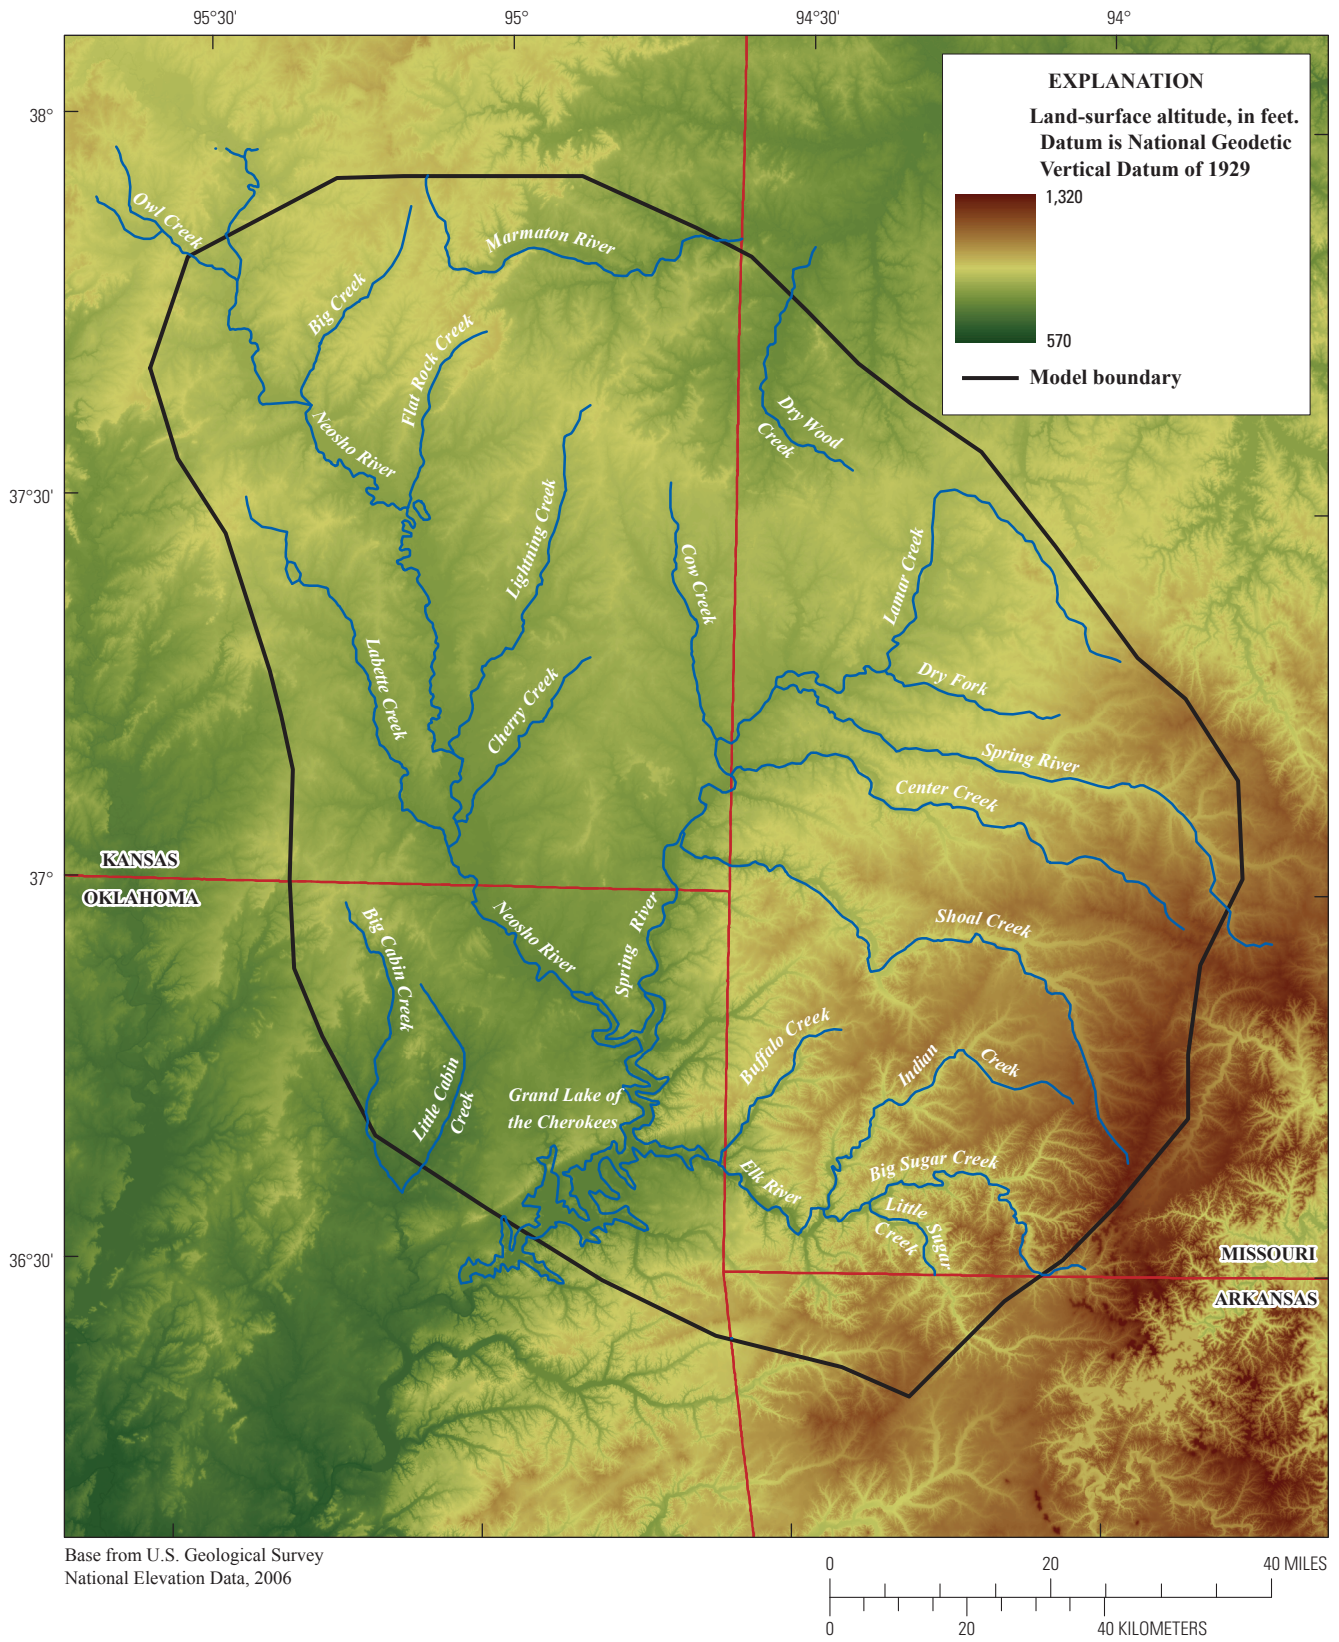 95°30'
95°
94°30'
94°
38°
37°30'
37°
36°30'
EXPLANATION
Land-surface altitude, in feet.
Datum is National Geodetic
Vertical Datum of 1929
1,320
570
Model boundary
Owl Creek
Marmaton River
Big Creek
Flat Rock Creek
Neosho River
Dry Wood
Creek
Lightning Creek
Cow Creek
Lamar Creek
Labette Creek
Cherry Creek
Dry Fork
Spring River
Center Creek
KANSAS
OKLAHOMA
Big Cabin Creek
Neosho River
Spring River
Shoal Creek
Buffalo Creek
Indian
Creek
Little Cabin
Creek
Grand Lake of
the Cherokees
Elk River
Big Sugar Creek
Little Sugar
Creek
MISSOURI
ARKANSAS
Base from U.S. Geological Survey
National Elevation Data, 2006
0
20
40 MILES
0
20
40 KILOMETERS